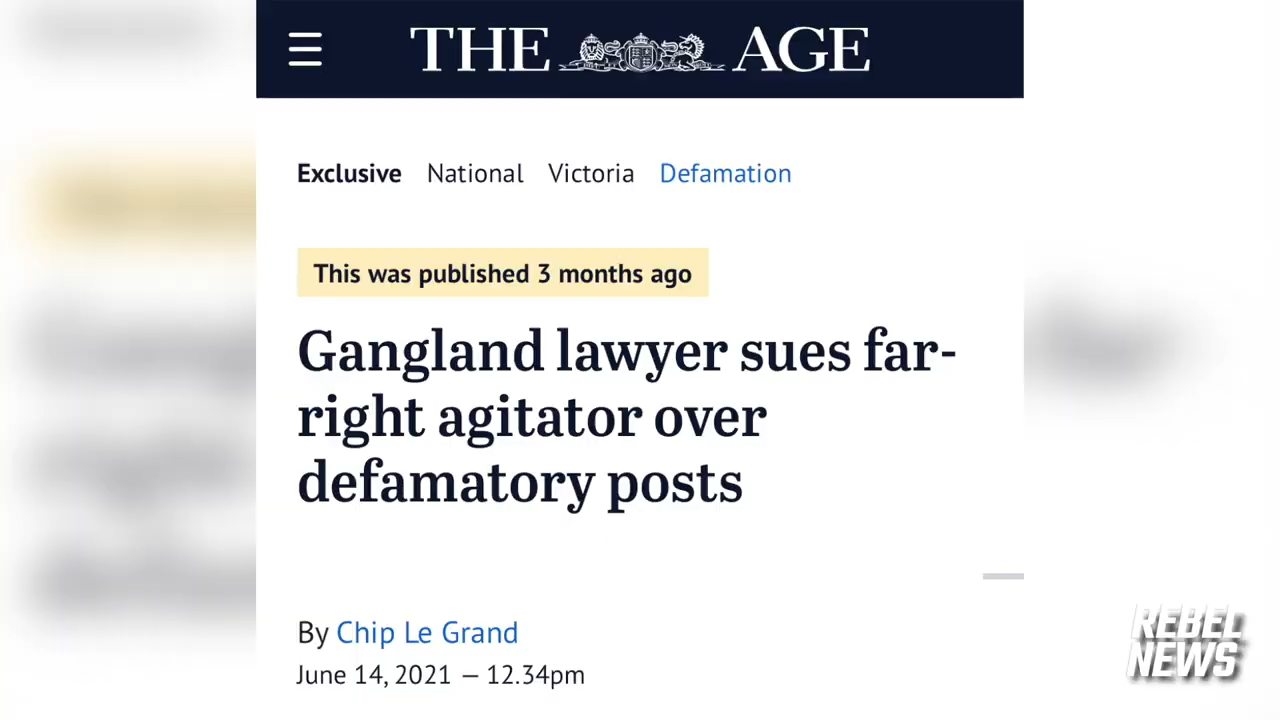 THE AGE
Exclusive National Victoria Defamation
This was published 3 months ago
Gangland lawyer sues far-
right agitator over
defamatory posts
By Chip Le Grand
June 14, 2021 — 12.34pm
REBEL
NEWS